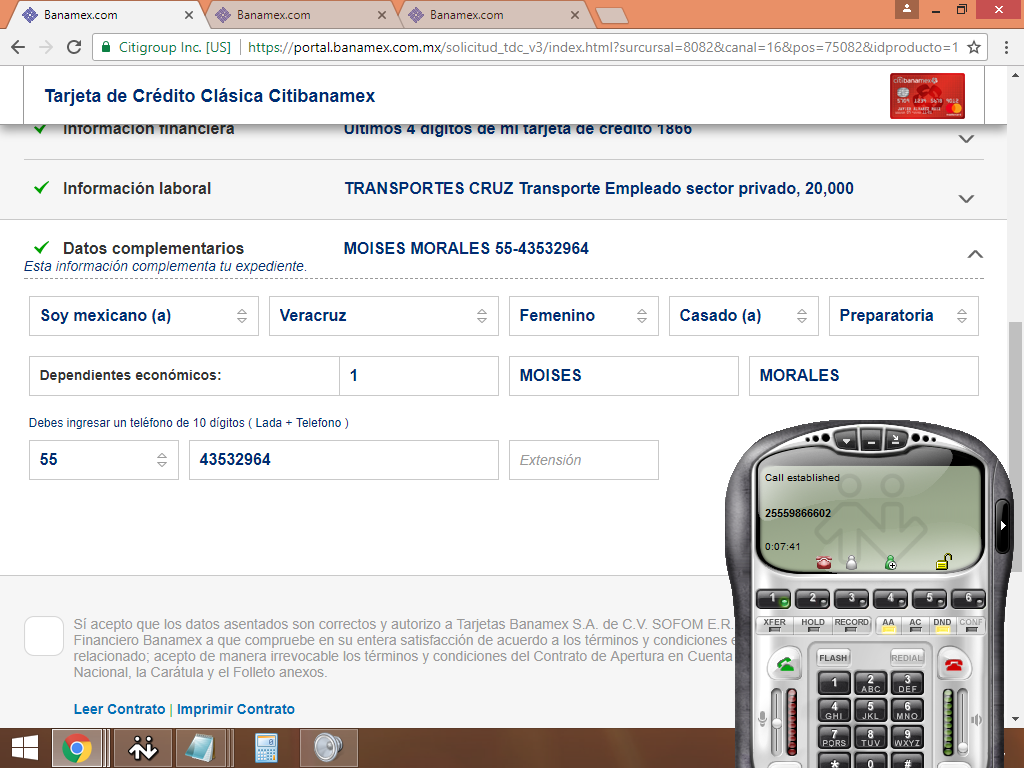 Banamex.com
Banamex.com
Banamex.com
Citigroup Inc. [US]
https://portal.banamex.com.mx/solicitud_tdc_v3/index.html?sucursal=8082&canal=16&pos=75082&idproducto=1
Tarjeta de Crédito Clásica Citibanamex
citibanamex
Información financiera
Últimos 4 dígitos de mi tarjeta de crédito 1866
Información laboral
TRANSPORTES CRUZ Transporte Empleado sector privado, 20,000
Datos complementarios
MOISES MORALES 55-43532964
Esta información complementa tu expediente.
Soy mexicano (a)
Veracruz
Femenino
Casado (a)
Preparatoria
Dependientes económicos:
1
MOISES
MORALES
Debes ingresar un teléfono de 10 dígitos ( Lada + Telefono )
55
43532964
Extensión
Call established
25559866602
0:07:41
1 2 3 4 5 6
XFER HOLD RECORD AA AC DND CONF
FLASH REDIAL
1 2 ABC 3 DEF
4 GHI 5 JKL 6 MNO
7 PQRS 8 TUV 9 WXYZ
* 0 #
Sí acepto que los datos asentados son correctos y autorizo a Tarjetas Banamex S.A. de C.V. SOFOM E.R.
Financiero Banamex a que compruebe en su entera satisfacción de acuerdo a los términos y condiciones
relacionado; acepto de manera irrevocable los términos y condiciones del Contrato de Apertura en Cuenta
Nacional, la Carátula y el Folleto anexos.
Leer Contrato | Imprimir Contrato